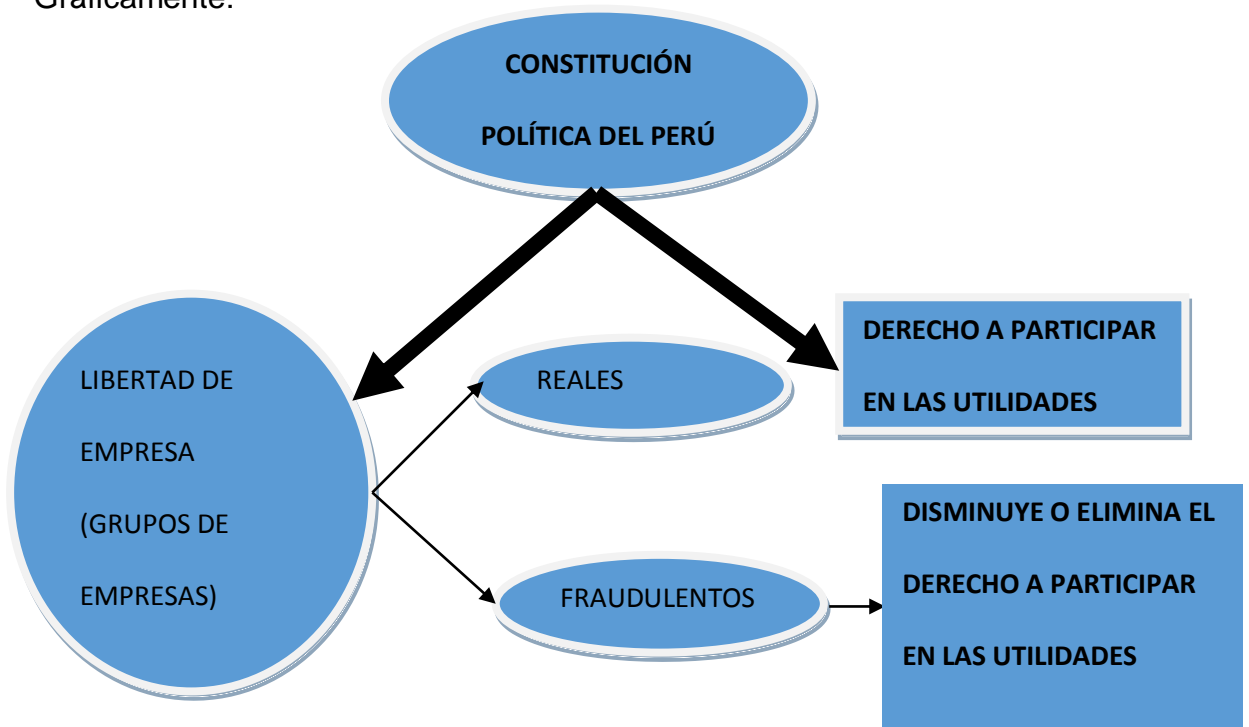 Gráficamente:
CONSTITUCIÓN
POLÍTICA DEL PERÚ
LIBERTAD DE
EMPRESA
(GRUPOS DE
EMPRESAS)
REALES
DERECHO A PARTICIPAR
EN LAS UTILIDADES
FRAUDULENTOS
DISMINUYE O ELIMINA EL
DERECHO A PARTICIPAR
EN LAS UTILIDADES